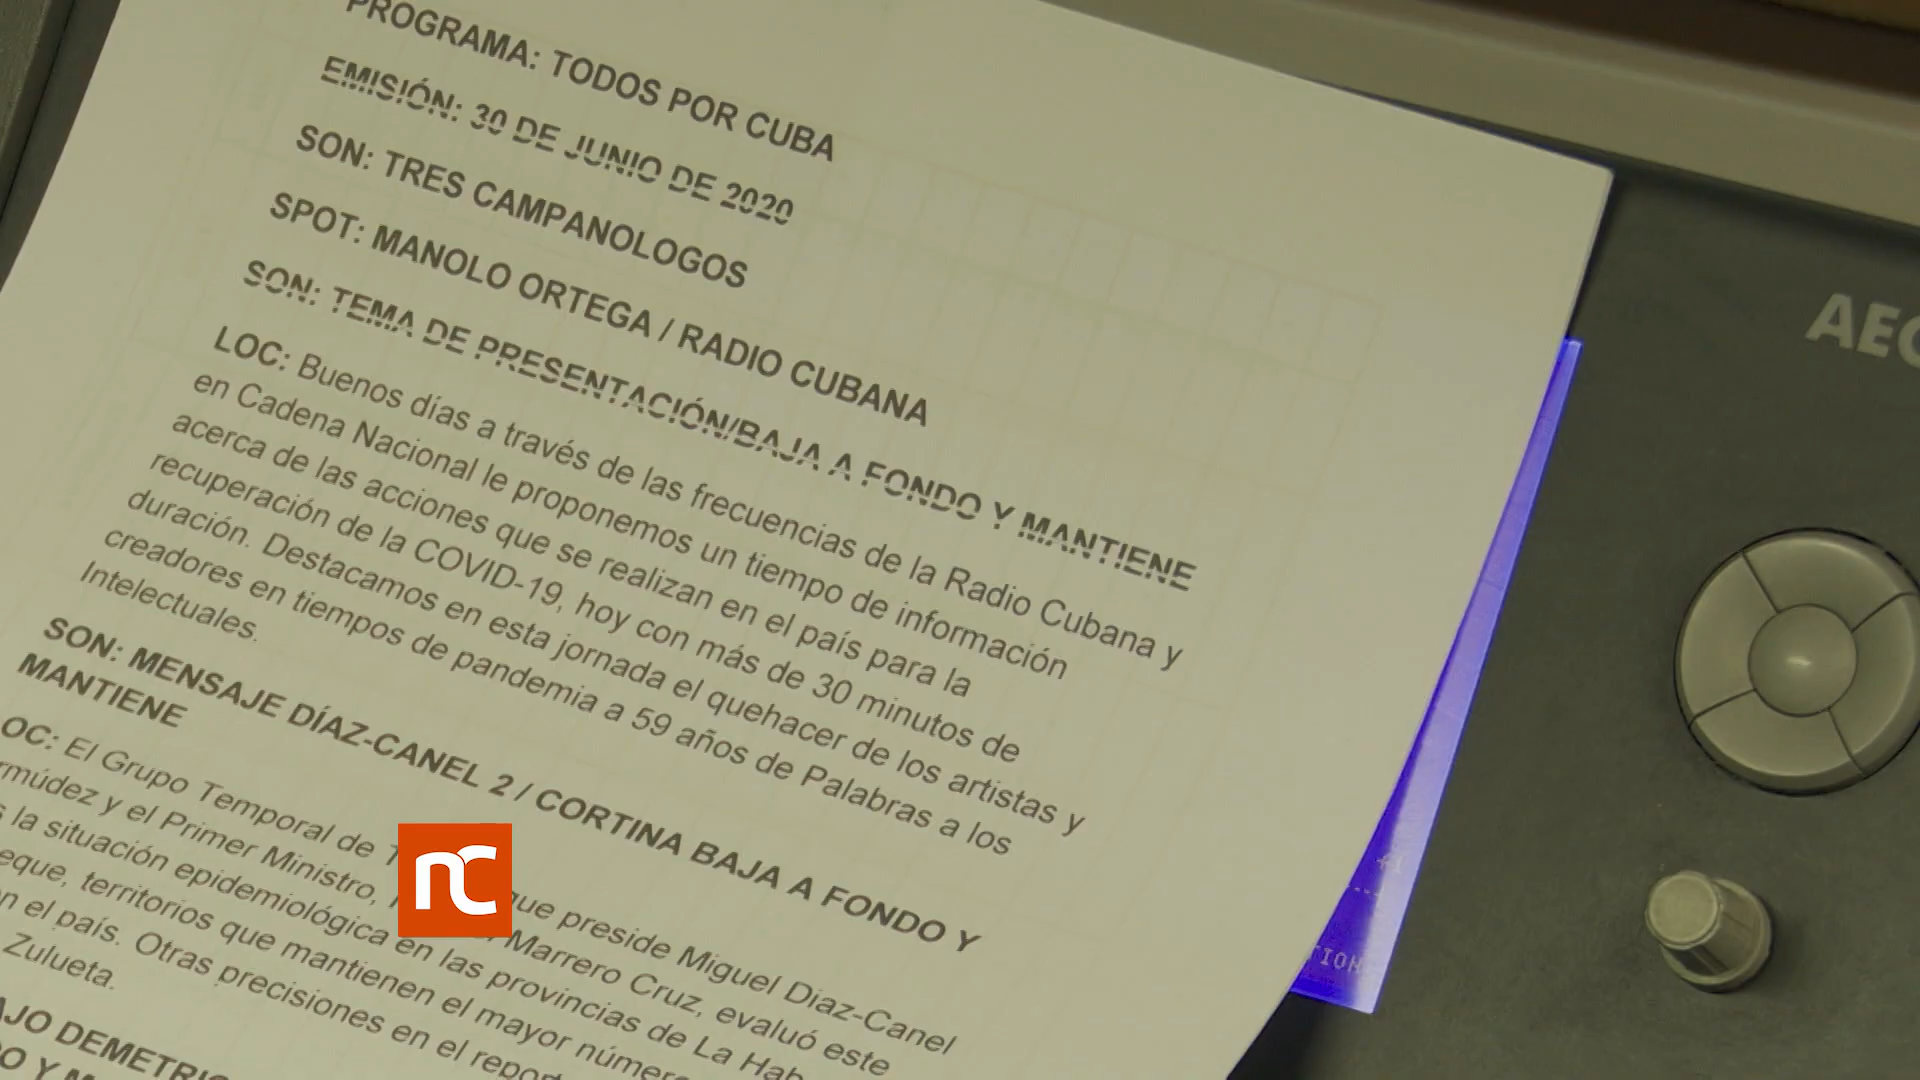 PROGRAMA: TODOS POR CUBA
EMISIÓN: 30 DE JUNIO DE 2020
SON: TRES CAMPANOLOGOS
SPOT: MANOLO ORTEGA / RADIO CUBANA
SON: TEMA DE PRESENTACIÓN/BAJA A FONDO Y MANTIENE
LOC: Buenos días a través de las frecuencias de la Radio Cubana y
en Cadena Nacional le proponemos un tiempo de información
acerca de las acciones que se realizan en el país para la
recuperación de la COVID-19, hoy con más de 30 minutos de
duración. Destacamos en esta jornada el quehacer de los artistas y
creadores en tiempos de pandemia a 59 años de Palabras a los
Intelectuales.
SON: MENSAJE DÍAZ-CANEL 2 / CORTINA BAJA A FONDO Y
MANTIENE
OC: El Grupo Temporal de que preside Miguel Diaz-Canel
rmúdez y el Primer Ministro, Marrero Cruz, evaluó este
la situación epidemiológica en las provincias de La Hab
eque, territorios que mantienen el mayor número
n el país. Otras precisiones en el report
Zulueta.
AJO DEMETRI
O Y M
nc
AEC
TION